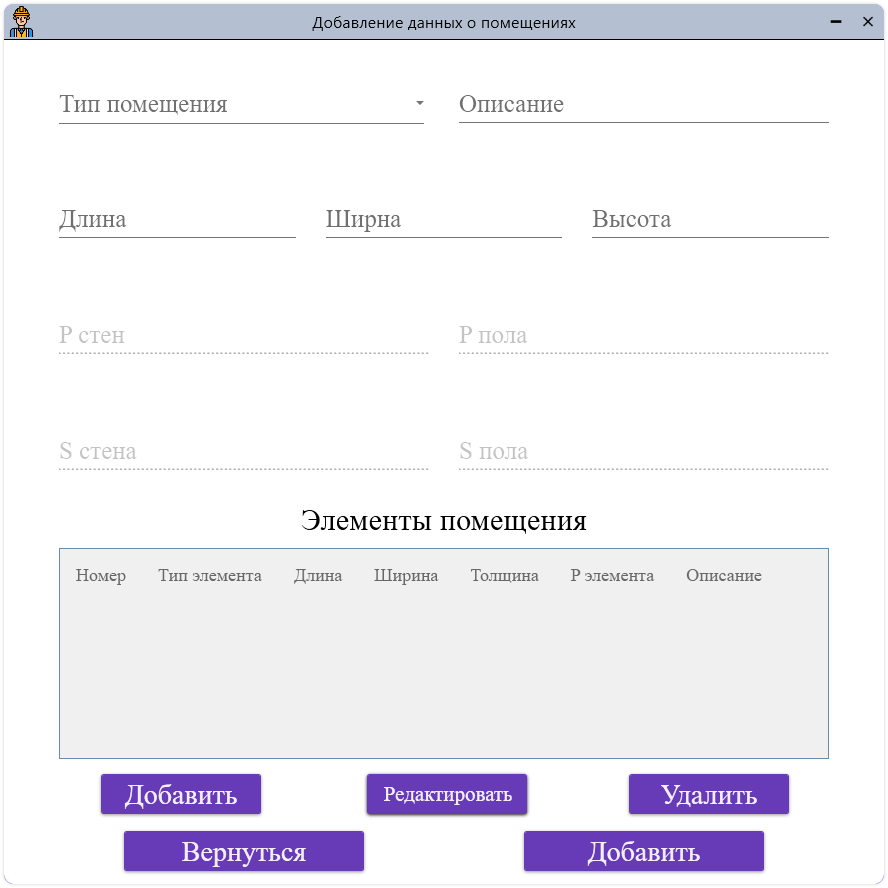 Добавление данных о помещениях
Тип помещения Описание
Длина Ширна Высота
P стен P пола
S стена S пола
Элементы помещения
Номер Тип элемента Длина Ширина Толщина P элемента Описание
Добавить Редактировать Удалить
Вернуться Добавить